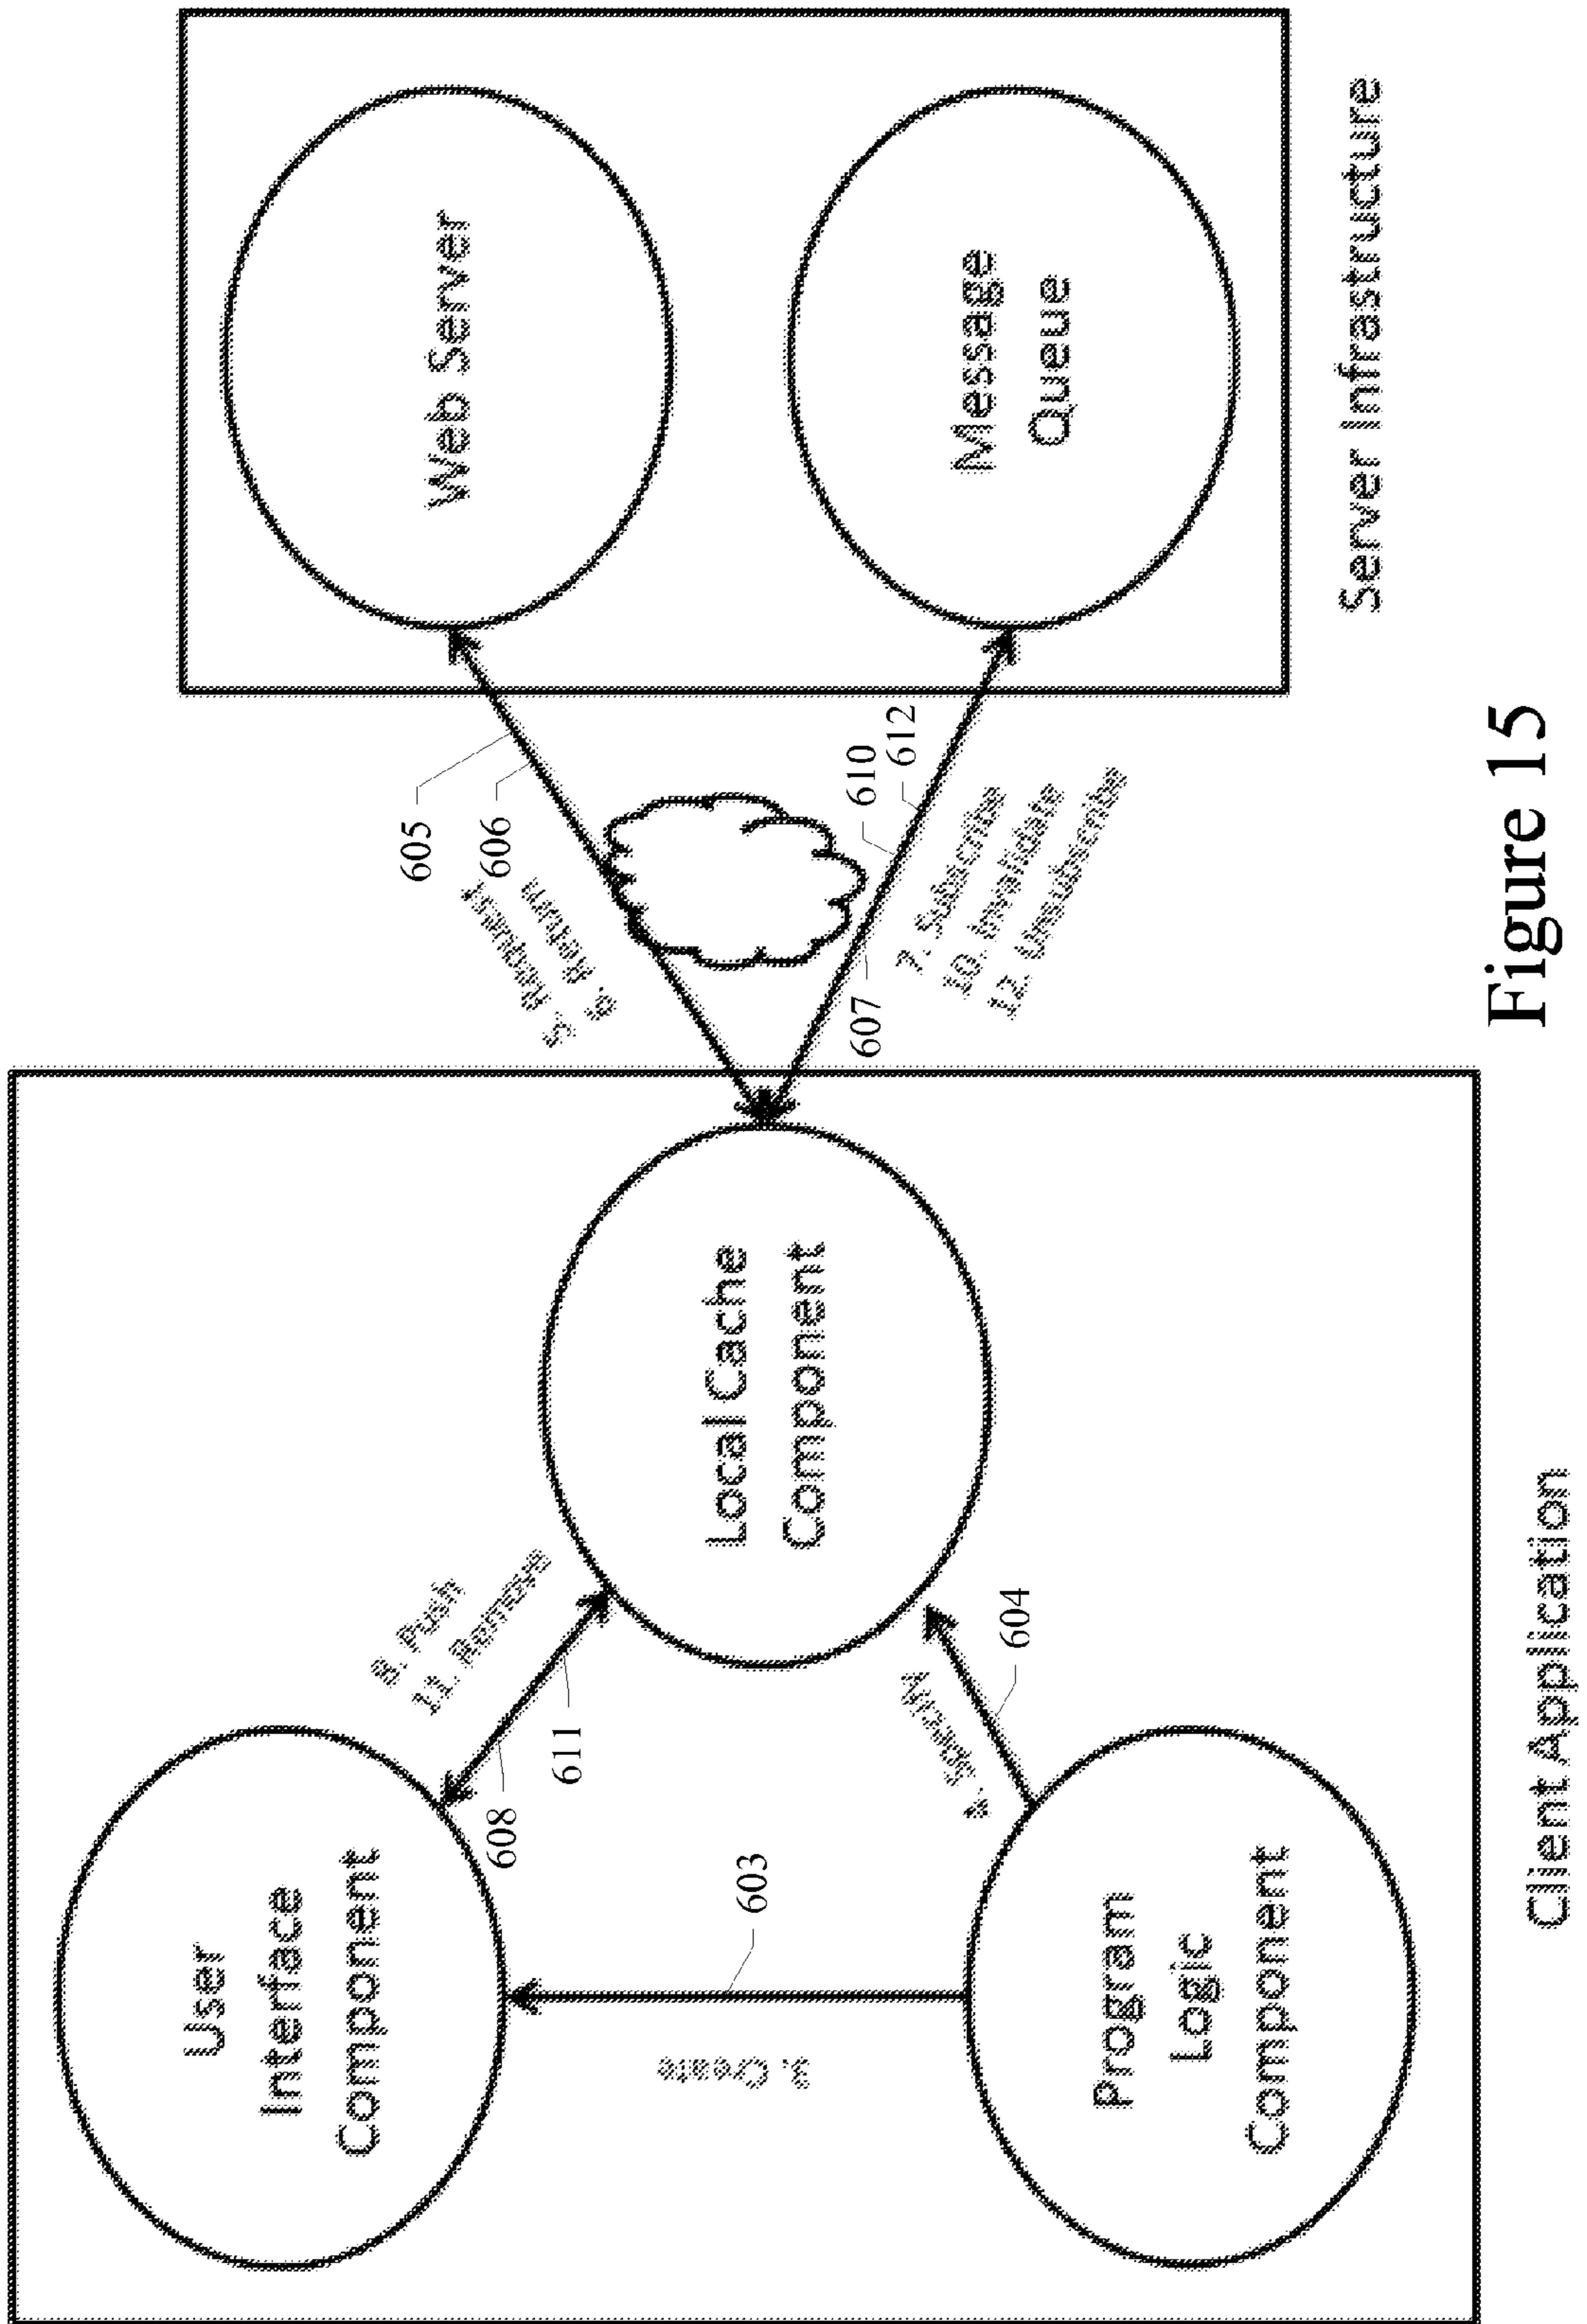 User
Interface
Component
8. Push
11. Remove
608
611
3. Create
603
Program
Logic
Component
4. Specify
604
Local Cache
Component
5. Request
6. Return
605
606
607
610
612
7. Subscribe
10. Invalidate
12. Unsubscribe
Web Server
Message
Queue
Client Application
Server Infrastructure
Figure 15